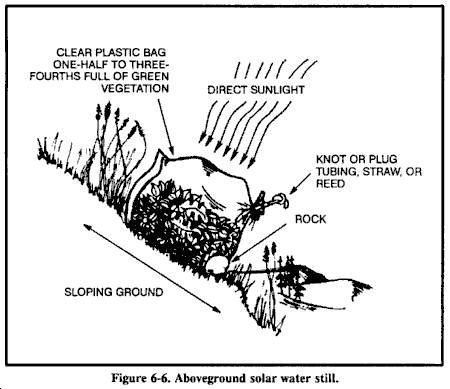 CLEAR PLASTIC BAG
ONE-HALF TO THREE-
FOURTHS FULL OF GREEN
VEGETATION
DIRECT SUNLIGHT
KNOT OR PLUG
TUBING, STRAW, OR
REED
ROCK
SLOPING GROUND
Figure 6-6. Aboveground solar water still.